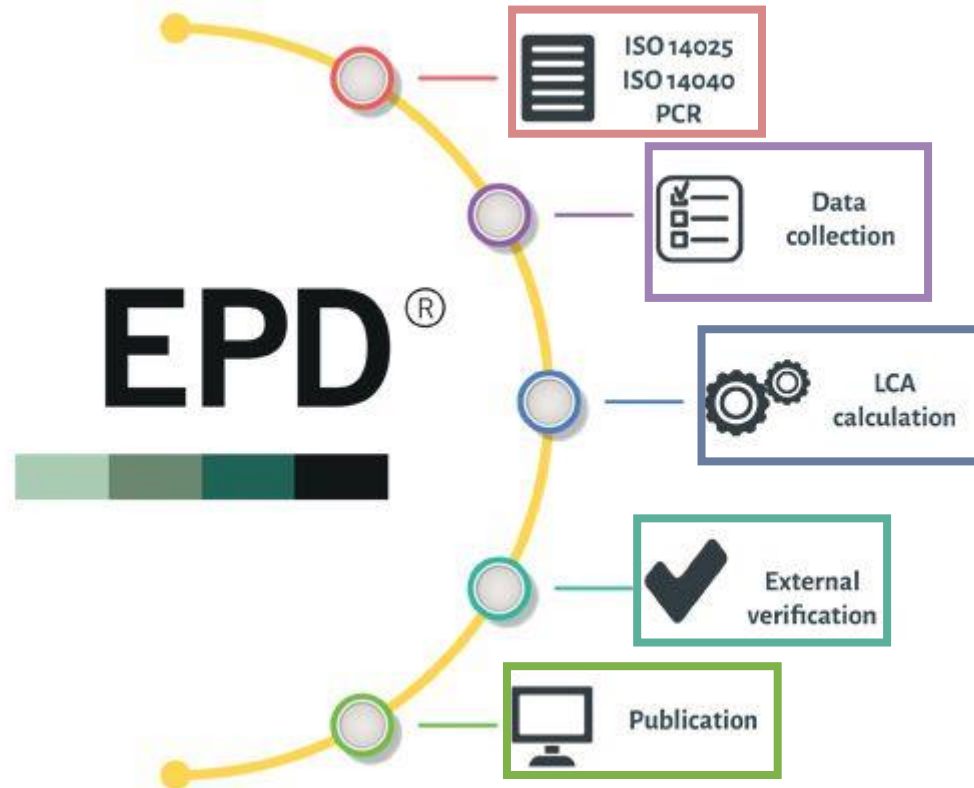 ISO 14025
ISO 14040
PCR
Data
collection
EPD®
LCA
calculation
External
verification
Publication